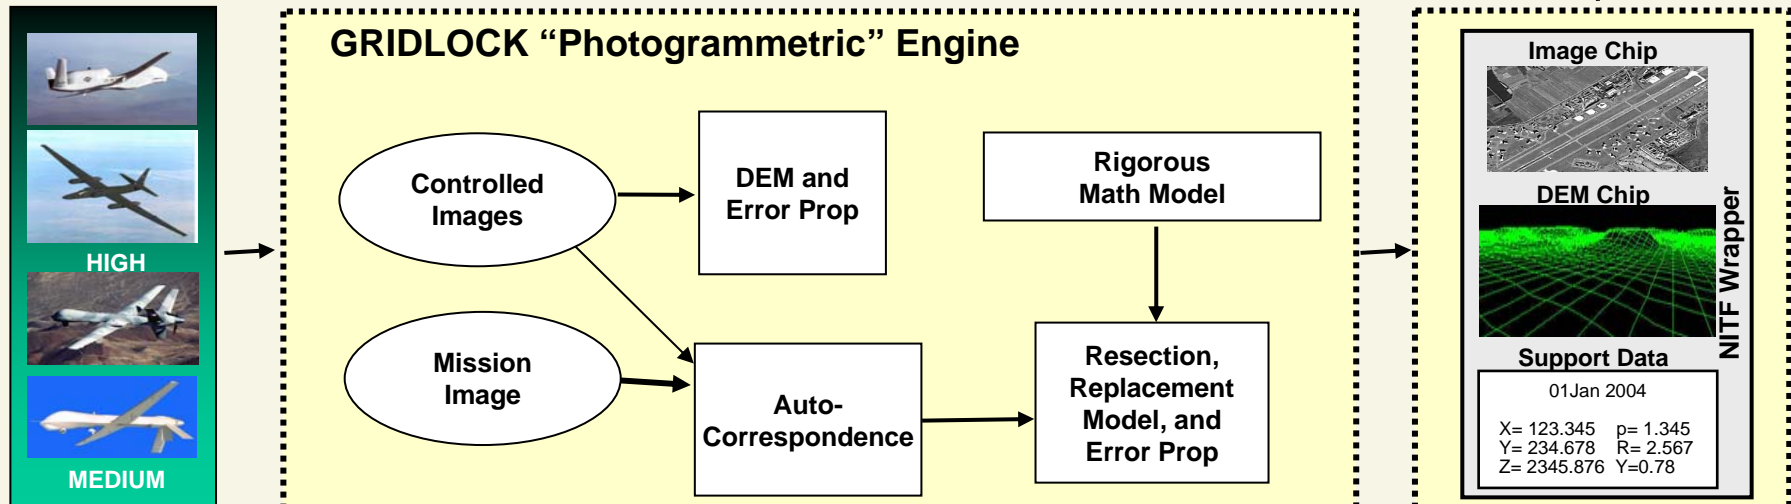 HIGH
MEDIUM
GRIDLOCK “Photogrammetric” Engine
Controlled
Images
DEM and
Error Prop
Rigorous
Math Model
Mission
Image
Auto-
Correspondence
Resection,
Replacement
Model, and
Error Prop
Image Chip
DEM Chip
NITF Wrapper
Support Data
01Jan 2004
X= 123.345 p= 1.345
Y= 234.678 R= 2.567
Z= 2345.876 Y=0.78